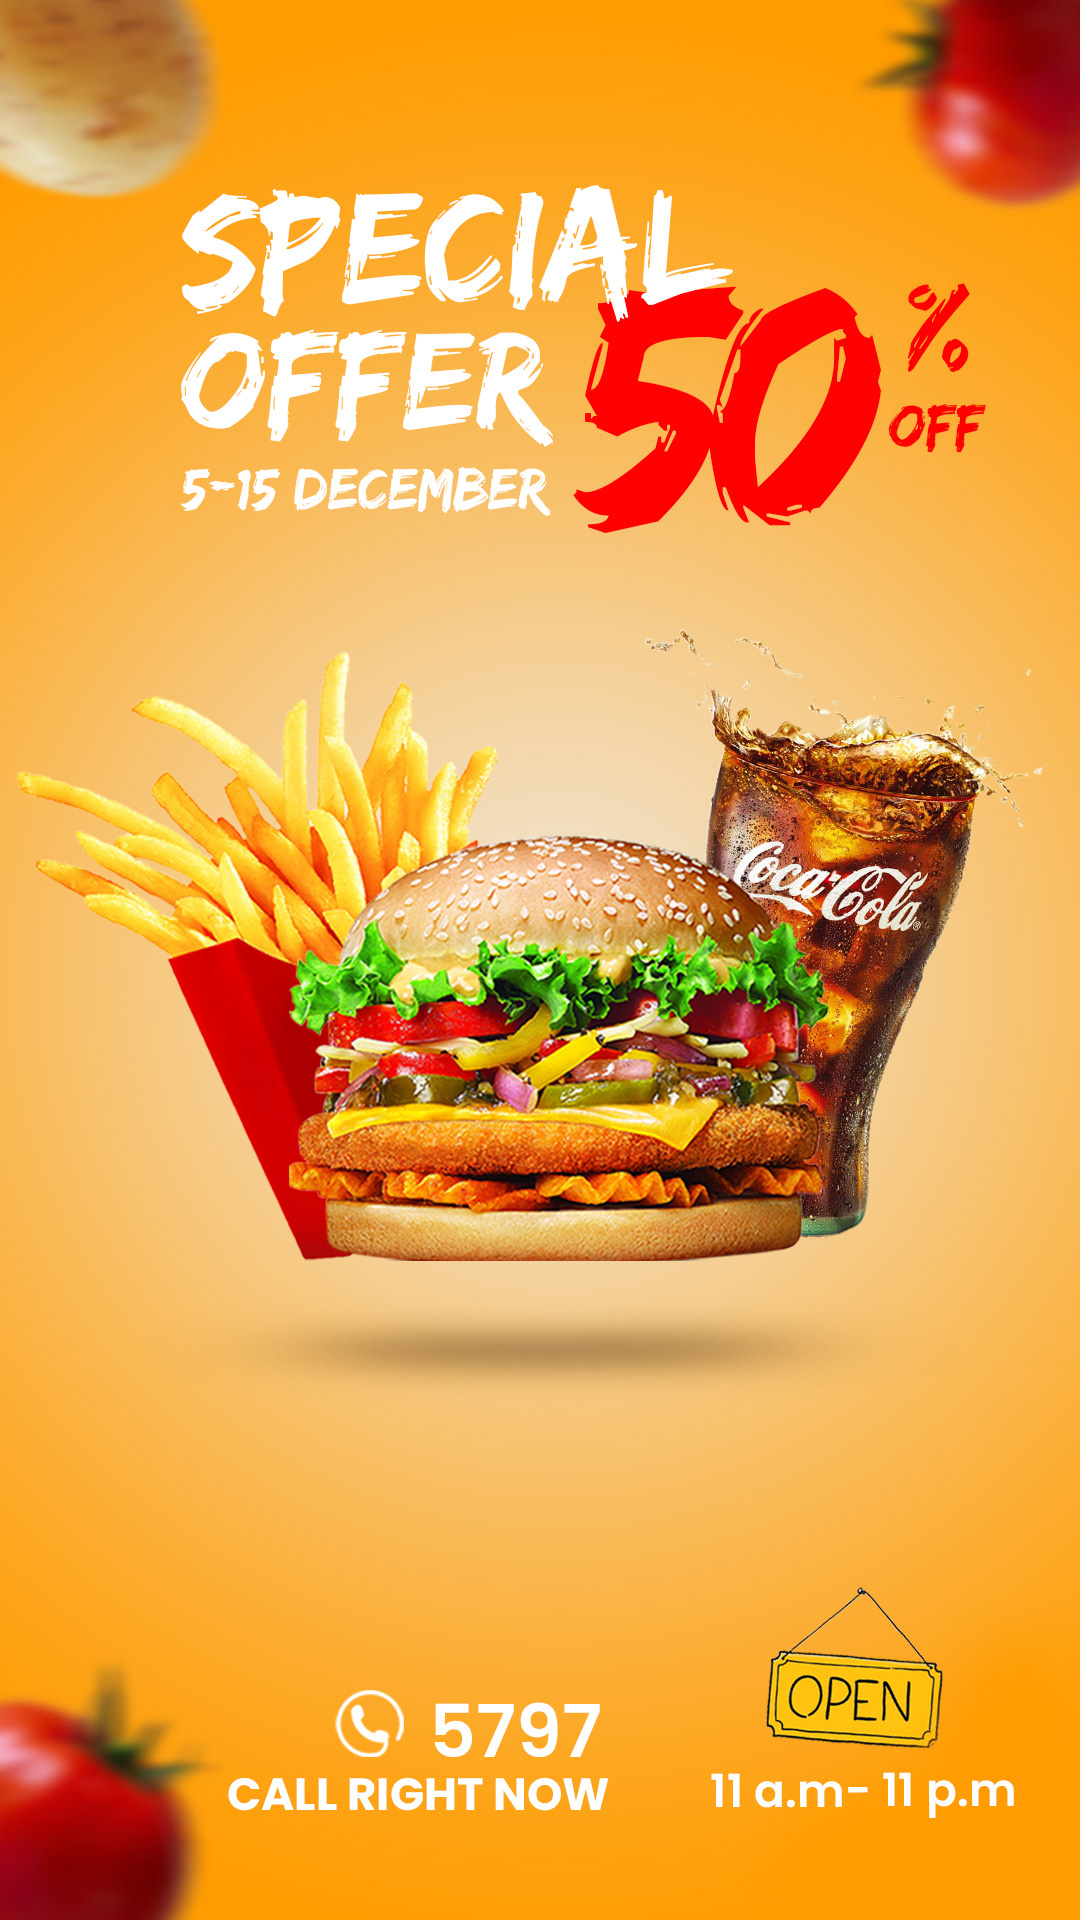 SPECIAL
OFFER
50%
OFF
5-15 DECEMBER
Coca-Cola®
OPEN
5797
CALL RIGHT NOW
11 a.m- 11 p.m